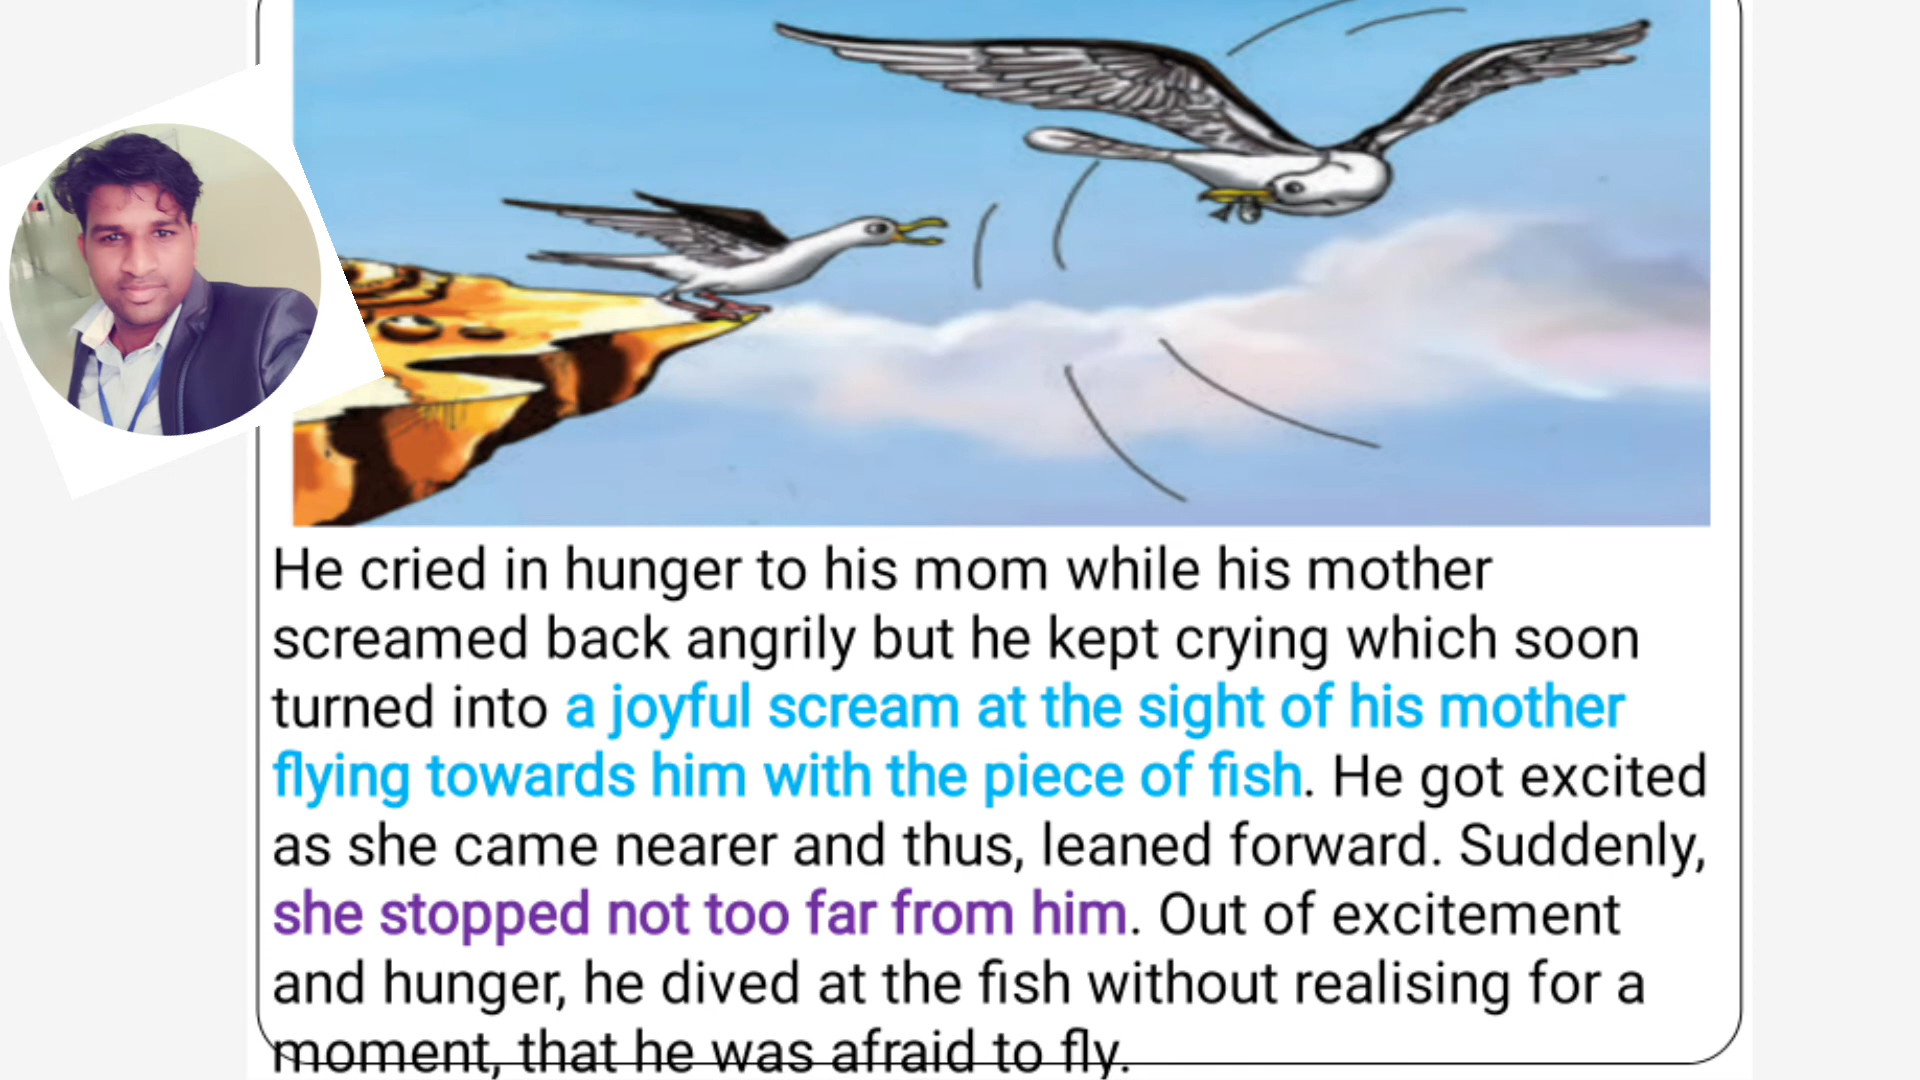 He cried in hunger to his mom while his mother
screamed back angrily but he kept crying which soon
turned into a joyful scream at the sight of his mother
flying towards him with the piece of fish. He got excited
as she came nearer and thus, leaned forward. Suddenly,
she stopped not too far from him. Out of excitement
and hunger, he dived at the fish without realising for a
moment, that he was afraid to fly.